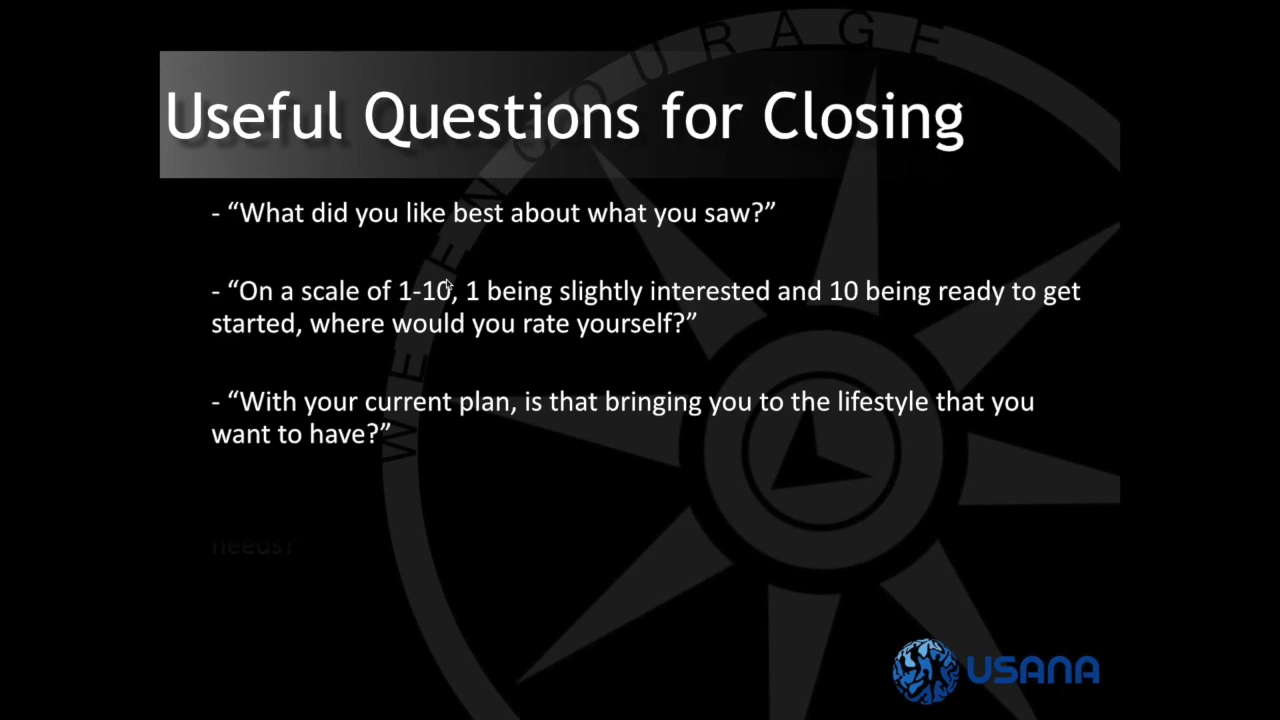 WE ENCOURAGE
Useful Questions for Closing
- “What did you like best about what you saw?”
- “On a scale of 1-10, 1 being slightly interested and 10 being ready to get
started, where would you rate yourself?”
- “With your current plan, is that bringing you to the lifestyle that you
want to have?”
needs?
USANA